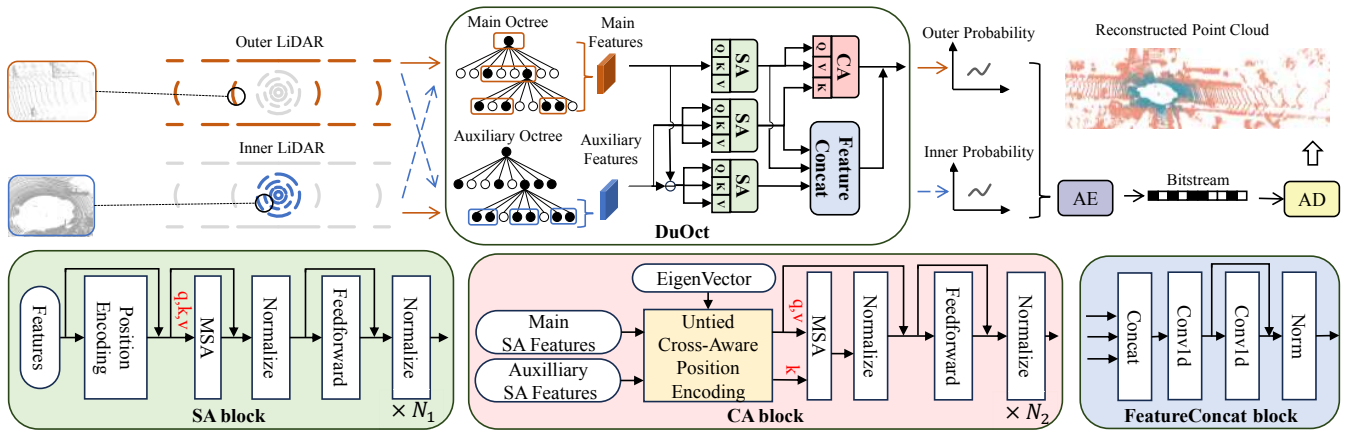 Outer LiDAR
Inner LiDAR
Main Octree
Main
Features
Auxiliary Octree
Auxiliary
Features
Q
K
V
SA
Q
K
V
SA
Q
K
V
SA
Q
V
K
CA
Feature
Concat
DuOct
Outer Probability
Inner Probability
Reconstructed Point Cloud
AE
Bitstream
AD
Features
Position
Encoding
q,k,v
MSA
Normalize
Feedforward
Normalize
× N1
SA block
EigenVector
Main
SA Features
Auxilliary
SA Features
Untied
Cross-Aware
Position
Encoding
q,v
k
MSA
Normalize
Feedforward
Normalize
× N2
CA block
Concat
Conv1d
Conv1d
Norm
FeatureConcat block